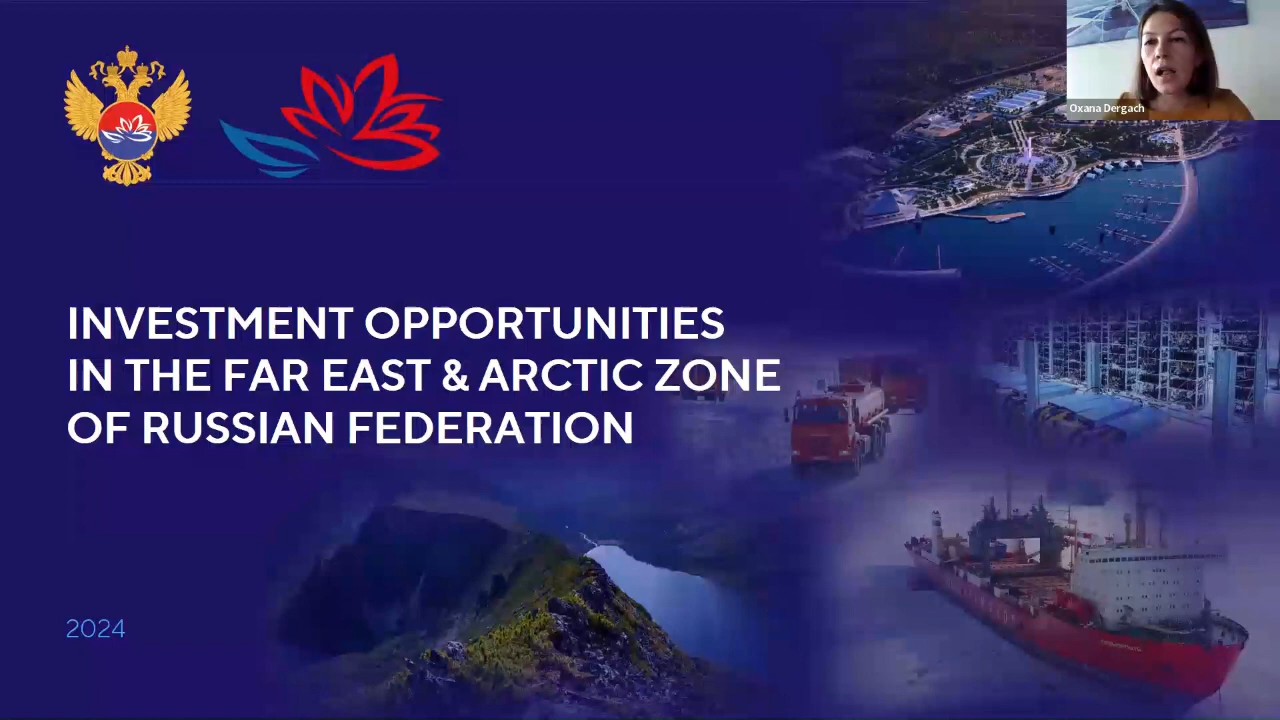 Oxana Dergach
INVESTMENT OPPORTUNITIES
IN THE FAR EAST & ARCTIC ZONE
OF RUSSIAN FEDERATION
2024